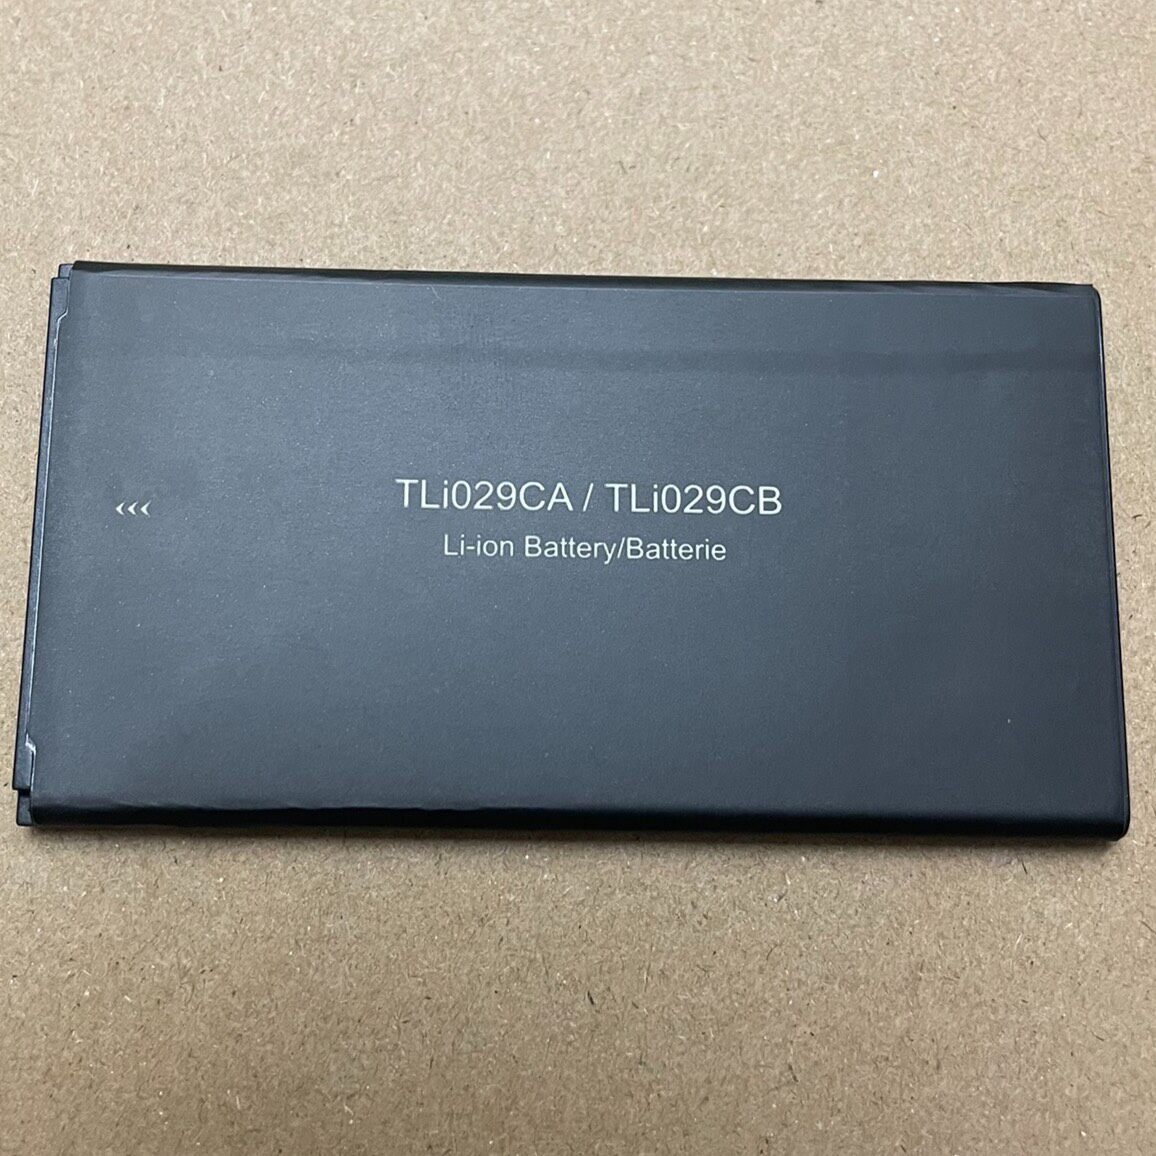 ‹‹‹
TLi029CA / TLi029CB
Li-ion Battery/Batterie